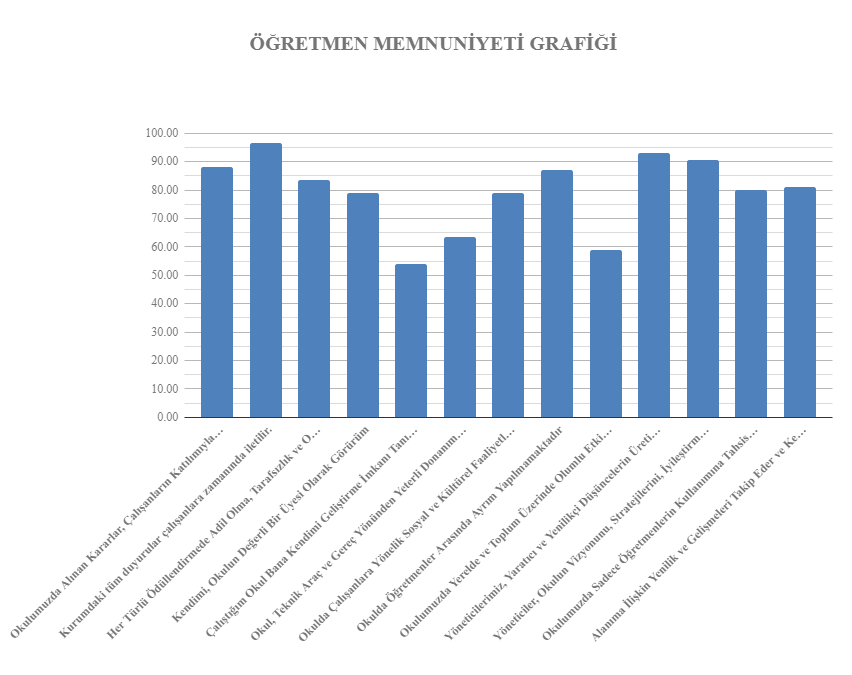 ÖĞRETMEN MEMNUNİYETİ GRAFİĞİ
100.00
90.00
80.00
70.00
60.00
50.00
40.00
30.00
20.00
10.00
0.00
Okulumuzda Alınan Kararlar, Çalışanların Katılımıyla…
Kurumdaki tüm duyurular çalışanlara zamanında iletilir.
Her Türlü Ödüllendirmede Adil Olma, Tarafsızlık ve O…
Kendimi, Okulun Değerli Bir Üyesi Olarak Görürüm
Çalıştığım Okul Bana Kendimi Geliştirme İmkanı Tanı…
Okul, Teknik Araç ve Gereç Yönünden Yeterli Donanım…
Okulda Çalışanlara Yönelik Sosyal ve Kültürel Faaliyetl…
Okulda Öğretmenler Arasında Ayrım Yapılmamaktadır
Okulumuzda Yerelde ve Toplum Üzerinde Olumlu Etki…
Yöneticilerimiz, Yaratıcı ve Yenilikçi Düşüncelerin Üreti…
Yöneticiler, Okulun Vizyonunu, Stratejilerini, İyileştirm…
Okulumuzda Sadece Öğretmenlerin Kullanımına Tahsis…
Alanıma İlişkin Yenilik ve Gelişmeleri Takip Eder ve Ke…